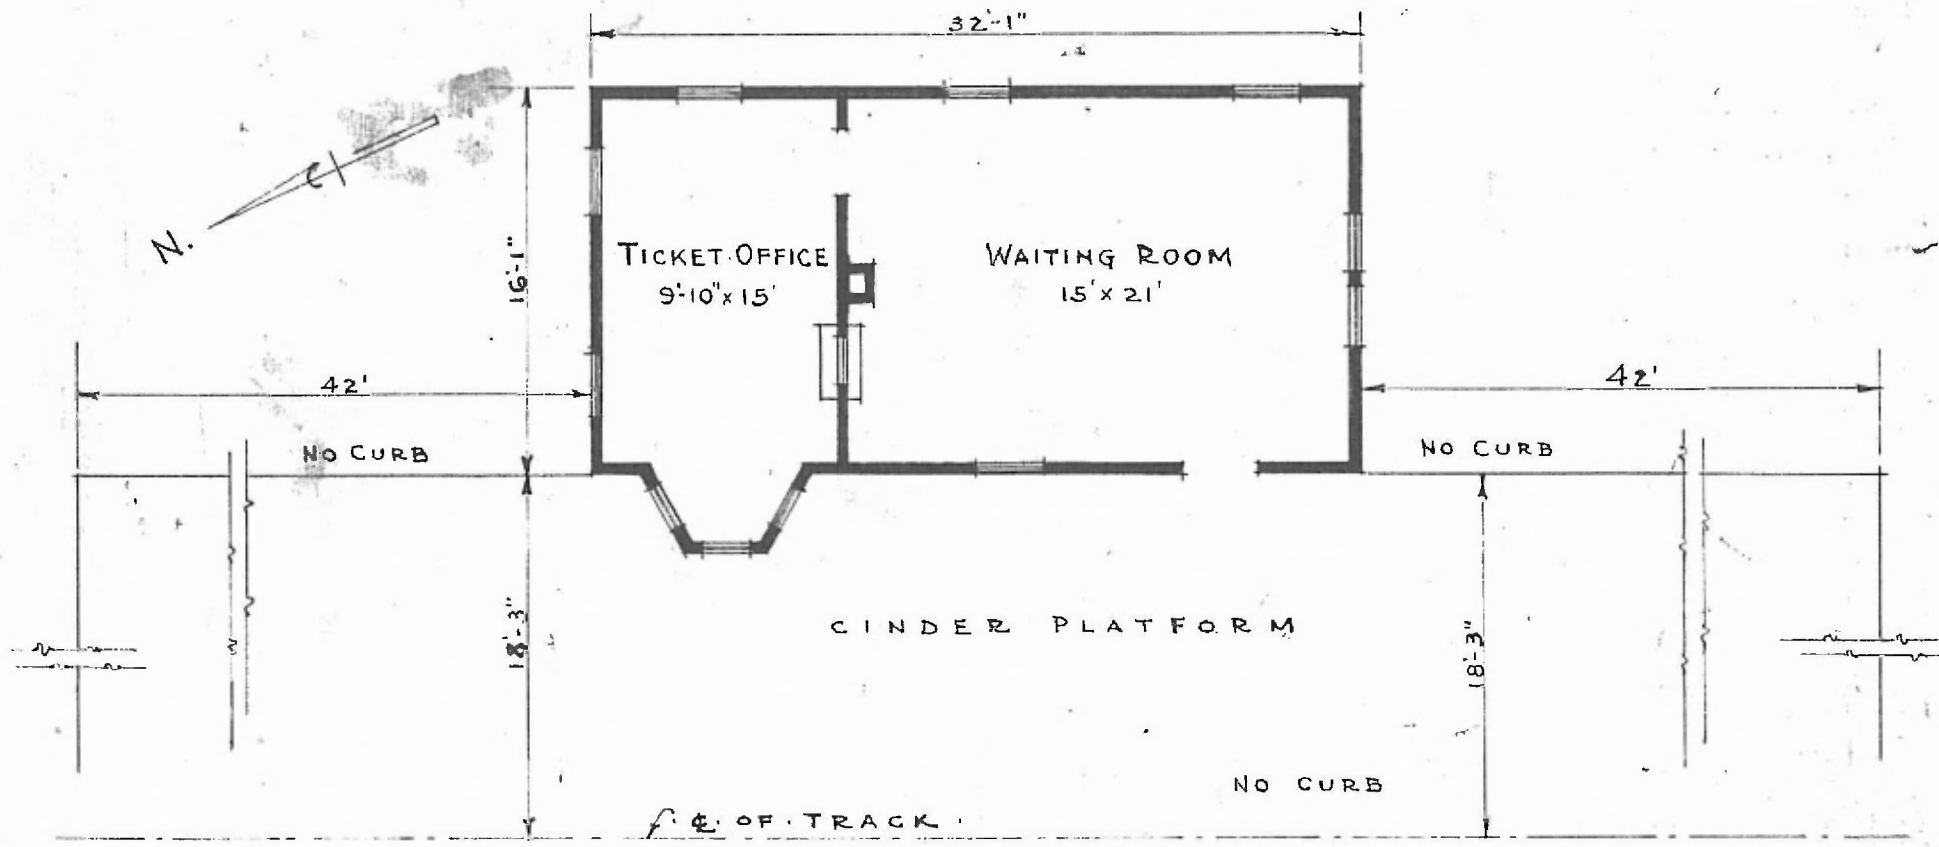 32'-1"
N.
16'-1"
TICKET·OFFICE
9'-10" x 15'
WAITING ROOM
15' x 21'
42'
42'
NO CURB
NO CURB
18'-3"
CINDER PLATFORM
18'-3"
NO CURB
℄ OF·TRACK·